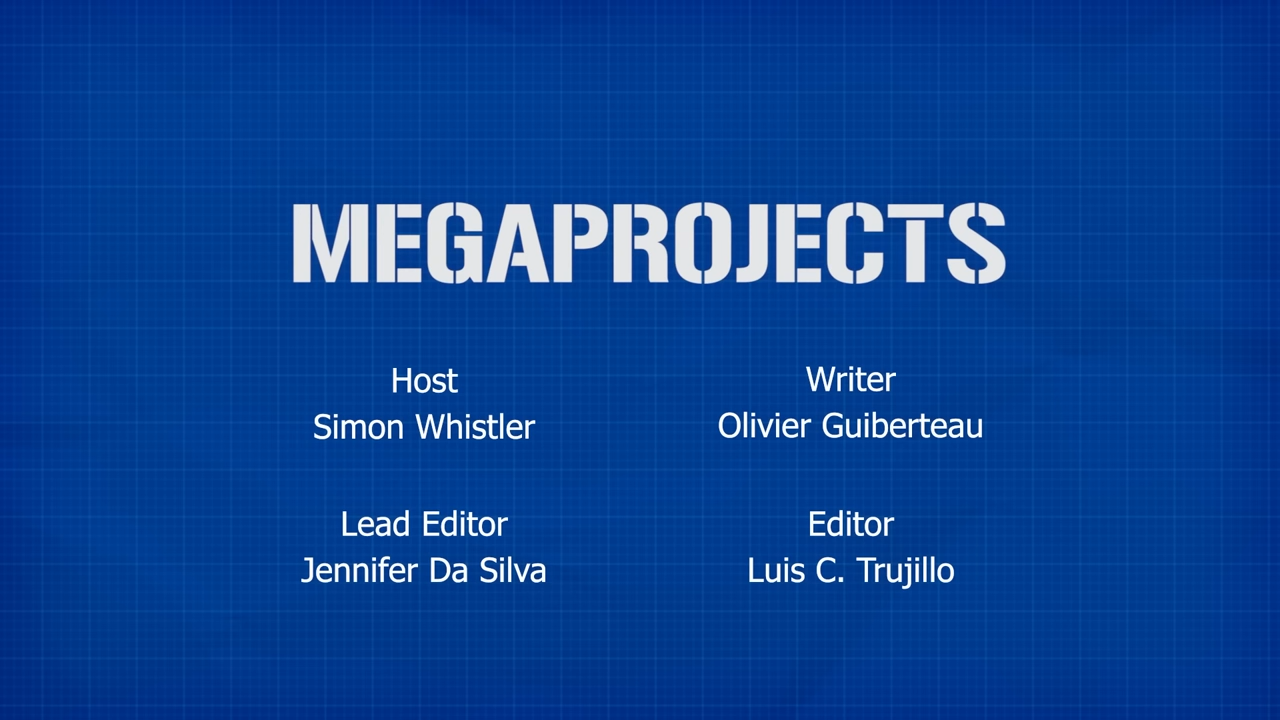 MEGAPROJECTS
Host
Simon Whistler
Writer
Olivier Guiberteau
Lead Editor
Jennifer Da Silva
Editor
Luis C. Trujillo